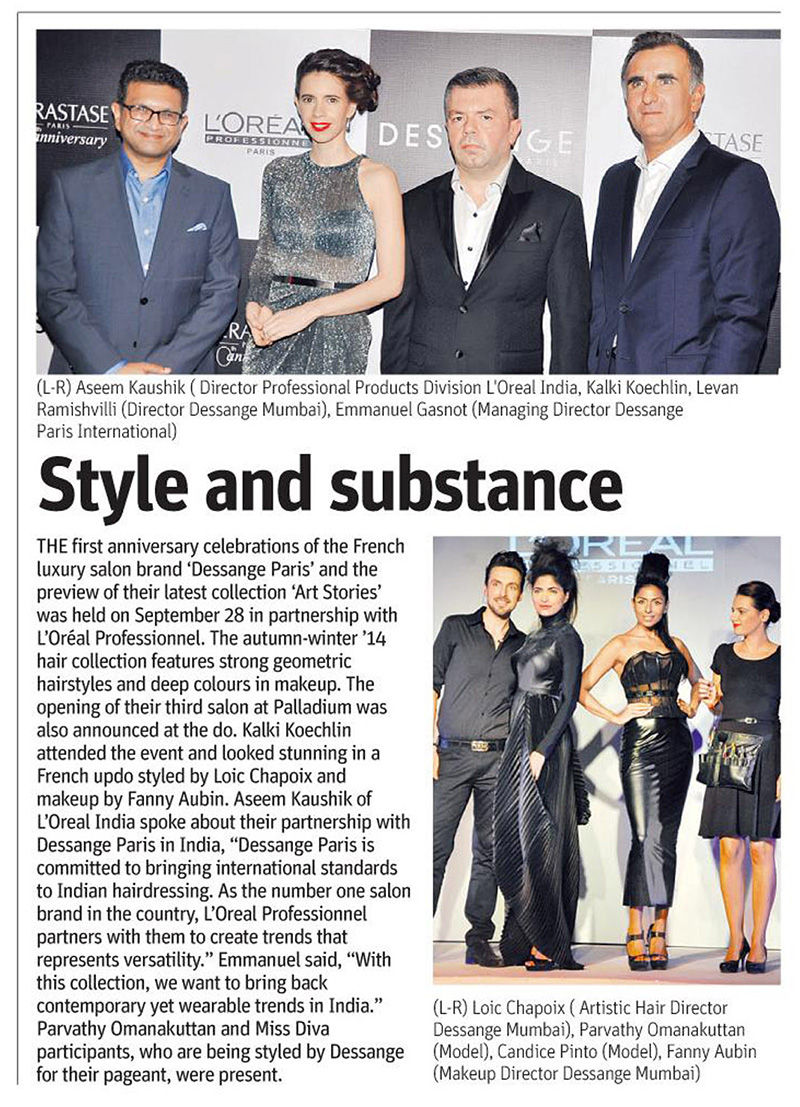 ERASTASE
PARIS
anniversary
L'ORÉA
PROFESSIONNE
PARIS
DESSANGE
PARIS
ASTASE
ERA
(L-R) Aseem Kaushik ( Director Professional Products Division L'Oreal India, Kalki Koechlin, Levan
Ramishvilli (Director Dessange Mumbai), Emmanuel Gasnot (Managing Director Dessange
Paris International)
Style and substance
THE first anniversary celebrations of the French
luxury salon brand ‘Dessange Paris’ and the
preview of their latest collection ‘Art Stories’
was held on September 28 in partnership with
L’Oréal Professionnel. The autumn-winter ’14
hair collection features strong geometric
hairstyles and deep colours in makeup. The
opening of their third salon at Palladium was
also announced at the do. Kalki Koechlin
attended the event and looked stunning in a
French updo styled by Loic Chapoix and
makeup by Fanny Aubin. Aseem Kaushik of
L’Oreal India spoke about their partnership with
Dessange Paris in India, “Dessange Paris is
committed to bringing international standards
to Indian hairdressing. As the number one salon
brand in the country, L’Oreal Professionnel
partners with them to create trends that
represents versatility.” Emmanuel said, “With
this collection, we want to bring back
contemporary yet wearable trends in India.”
Parvathy Omanakuttan and Miss Diva
participants, who are being styled by Dessange
for their pageant, were present.
L'ORÉAL
PROFESSIONNEL
PARIS
(L-R) Loic Chapoix ( Artistic Hair Director
Dessange Mumbai), Parvathy Omanakuttan
(Model), Candice Pinto (Model), Fanny Aubin
(Makeup Director Dessange Mumbai)